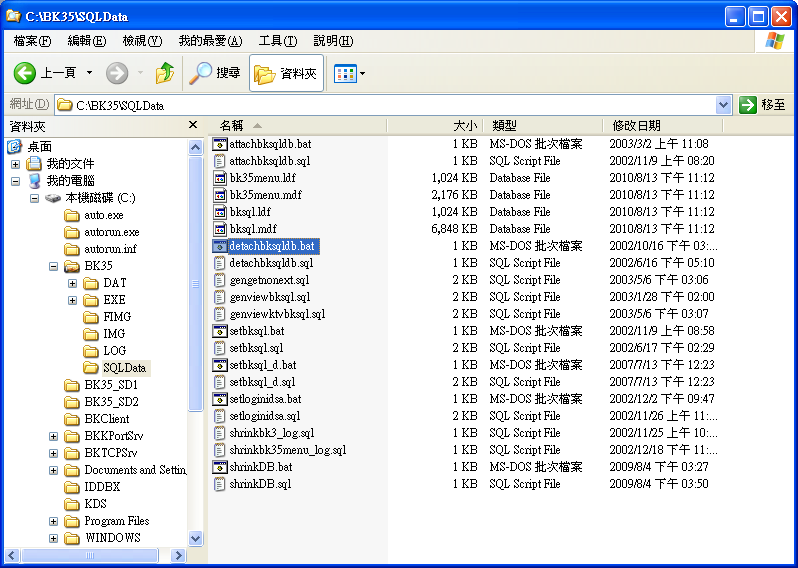 C:\BK35\SQLData
檔案(F) 編輯(E) 檢視(V) 我的最愛(A) 工具(T) 說明(H)
上一頁 搜尋 資料夾
網址(D) C:\BK35\SQLData 移至
資料夾
桌面
我的文件
我的電腦
本機磁碟 (C:)
auto.exe
autorun.exe
autorun.inf
BK35
DAT
EXE
FIMG
IMG
LOG
SQLData
BK35_SD1
BK35_SD2
BKClient
BKKPortSrv
BKTCPSrv
Documents and Settin
IDDBX
KDS
Program Files
WINDOWS
名稱 大小 類型 修改日期
attachbksqldb.bat 1 KB MS-DOS 批次檔案 2003/3/2 上午 11:08
attachbksqldb.sql 1 KB SQL Script File 2002/11/9 上午 08:20
bk35menu.ldf 1,024 KB Database File 2010/8/13 下午 11:12
bk35menu.mdf 2,176 KB Database File 2010/8/13 下午 11:12
bksql.ldf 1,024 KB Database File 2010/8/13 下午 11:12
bksql.mdf 6,848 KB Database File 2010/8/13 下午 11:12
detachbksqldb.bat 1 KB MS-DOS 批次檔案 2002/10/16 下午 03:...
detachbksqldb.sql 1 KB SQL Script File 2002/6/16 下午 05:10
gengetnonext.sql 2 KB SQL Script File 2003/5/6 下午 03:06
genviewbksql.sql 2 KB SQL Script File 2003/1/28 下午 02:00
genviewktvbksql.sql 2 KB SQL Script File 2003/5/6 下午 03:07
setbksql.bat 1 KB MS-DOS 批次檔案 2002/11/9 上午 08:58
setbksql.sql 2 KB SQL Script File 2002/6/17 下午 02:29
setbksql_d.bat 1 KB MS-DOS 批次檔案 2007/7/13 下午 12:23
setbksql_d.sql 2 KB SQL Script File 2007/7/13 下午 12:23
setloginidsa.bat 1 KB MS-DOS 批次檔案 2002/12/2 下午 09:47
setloginidsa.sql 2 KB SQL Script File 2002/11/26 上午 11:...
shrinkbk3_log.sql 1 KB SQL Script File 2002/11/25 上午 10:...
shrinkbk35menu_log.sql 1 KB SQL Script File 2002/12/18 下午 11:...
shrinkDB.bat 1 KB MS-DOS 批次檔案 2009/8/4 下午 03:27
shrinkDB.sql 1 KB SQL Script File 2009/8/4 下午 03:50